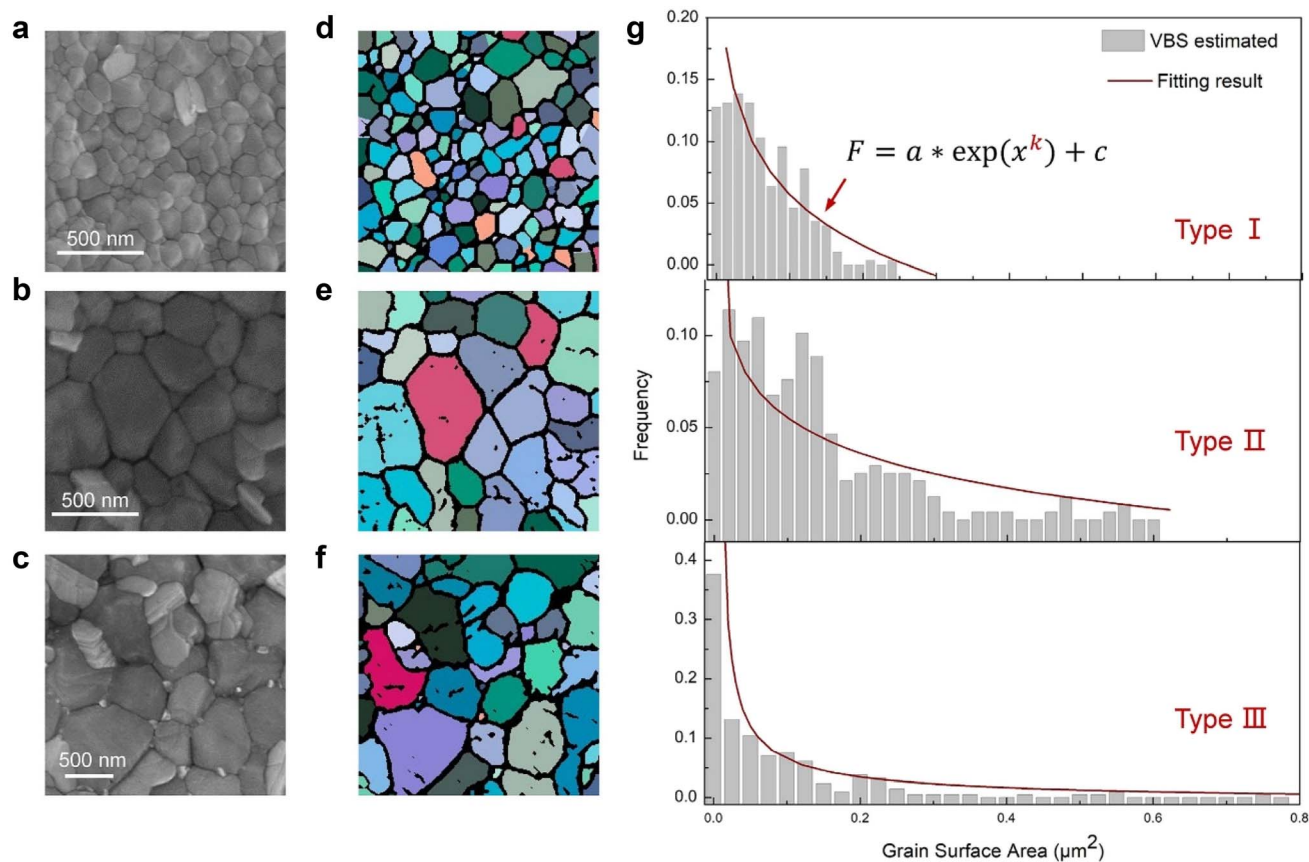 a
500 nm
b
500 nm
c
500 nm
d
e
f
g
0.20
0.15
0.10
0.05
0.00
VBS estimated
Fitting result
F = a * exp(x^k) + c
Type Ⅰ
0.10
0.05
0.00
Frequency
Type Ⅱ
0.4
0.3
0.2
0.1
0.0
Type Ⅲ
0.0 0.2 0.4 0.6 0.8
Grain Surface Area (μm²)